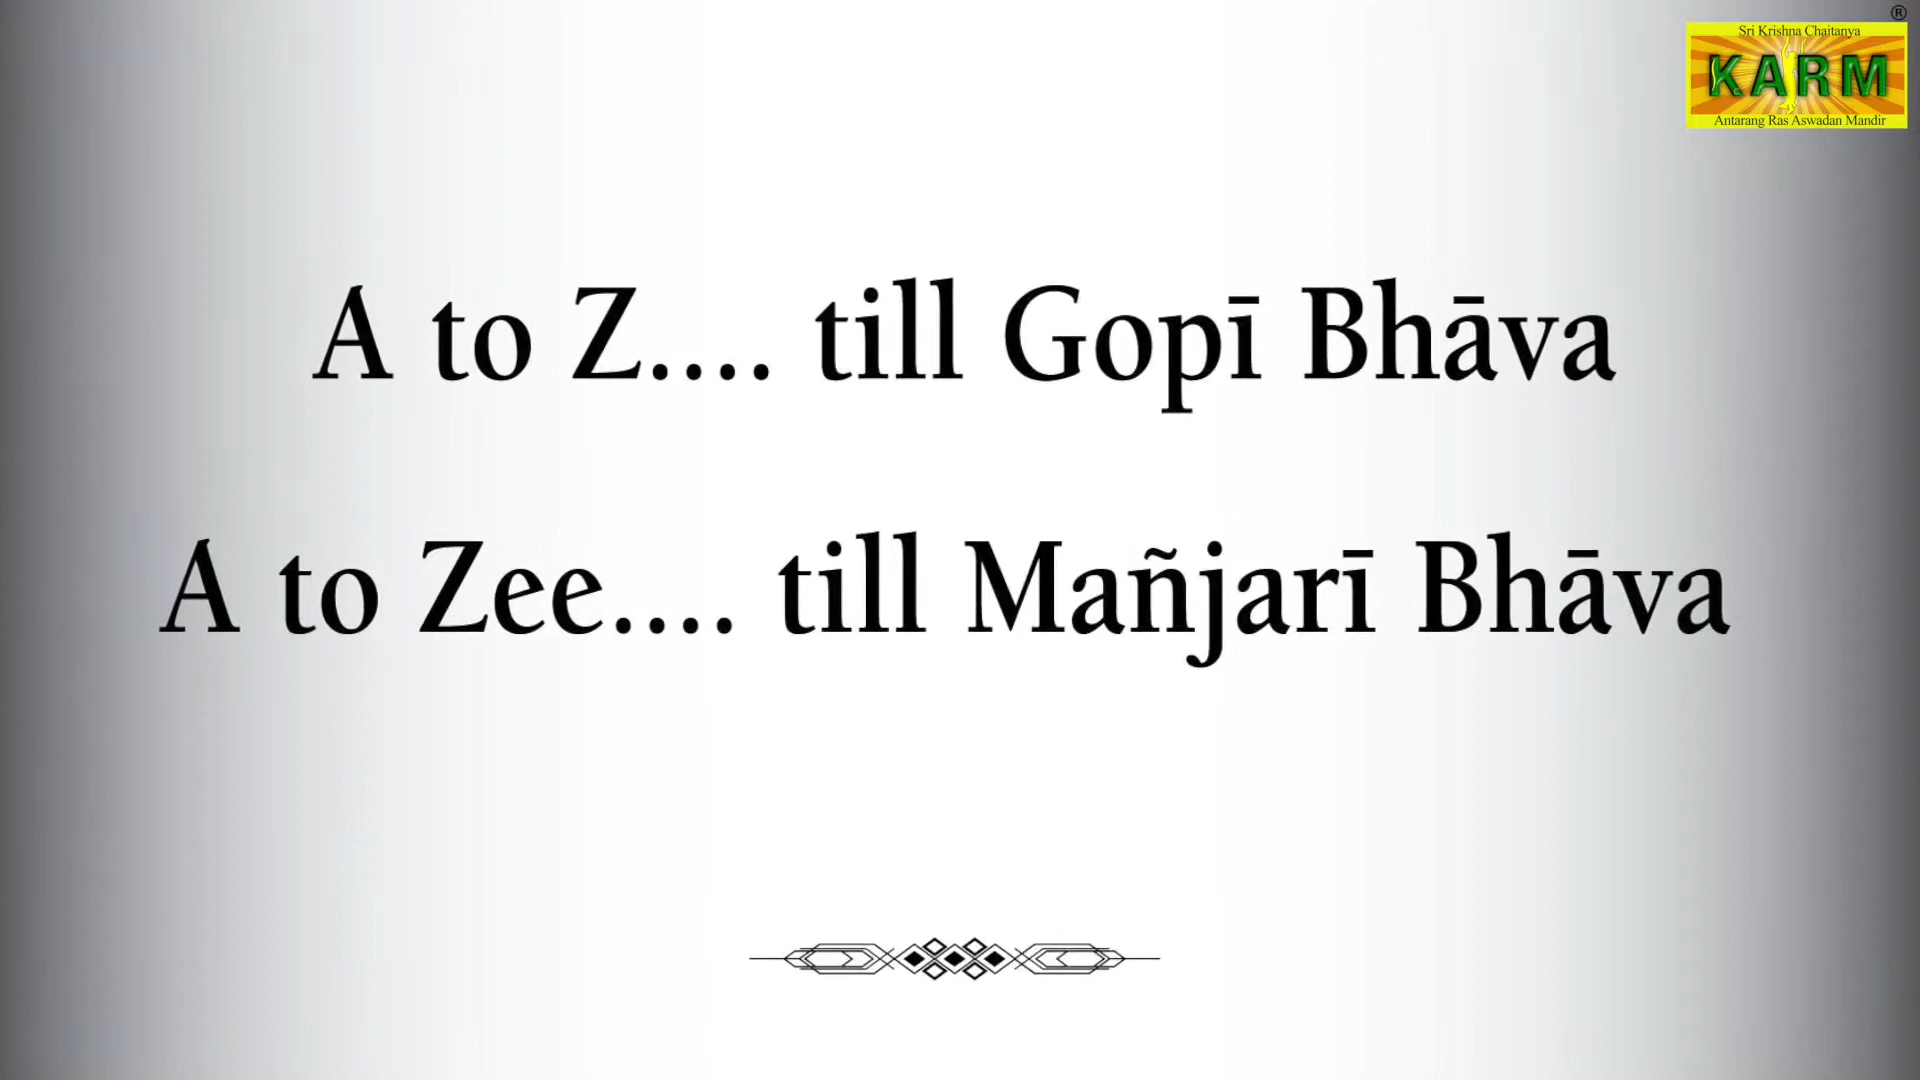 ®
Sri Krishna Chaitanya
KARM
Antarang Ras Aswadan Mandir
A to Z.... till Gopī Bhāva
A to Zee.... till Mañjarī Bhāva